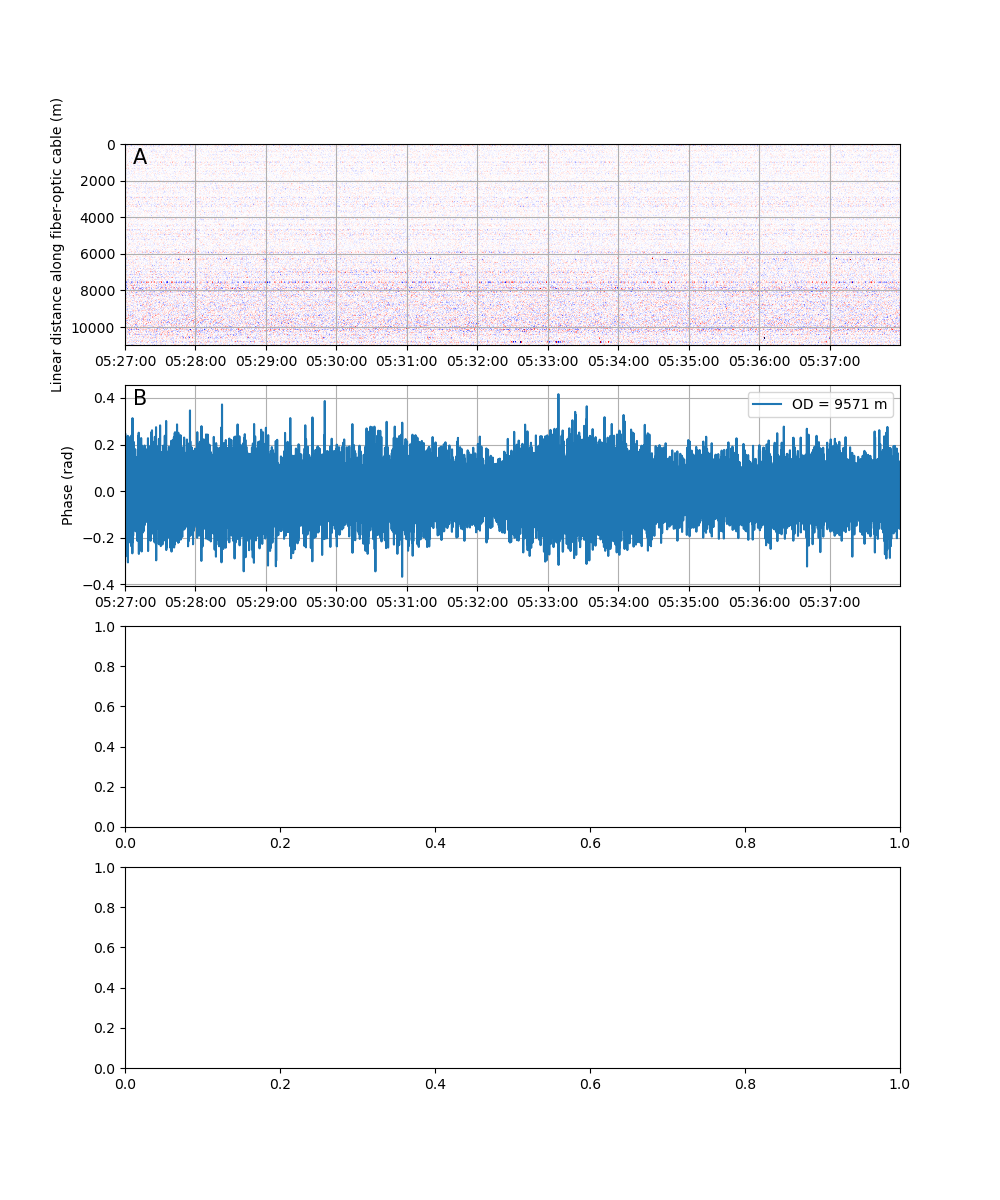 Linear distance along fiber-optic cable (m)
A
0
2000
4000
6000
8000
10000
05:27:00 05:28:00 05:29:00 05:30:00 05:31:00 05:32:00 05:33:00 05:34:00 05:35:00 05:36:00 05:37:00
Phase (rad)
B
OD = 9571 m
0.4
0.2
0.0
−0.2
−0.4
05:27:00 05:28:00 05:29:00 05:30:00 05:31:00 05:32:00 05:33:00 05:34:00 05:35:00 05:36:00 05:37:00
1.0
0.8
0.6
0.4
0.2
0.0
0.0 0.2 0.4 0.6 0.8 1.0
1.0
0.8
0.6
0.4
0.2
0.0
0.0 0.2 0.4 0.6 0.8 1.0